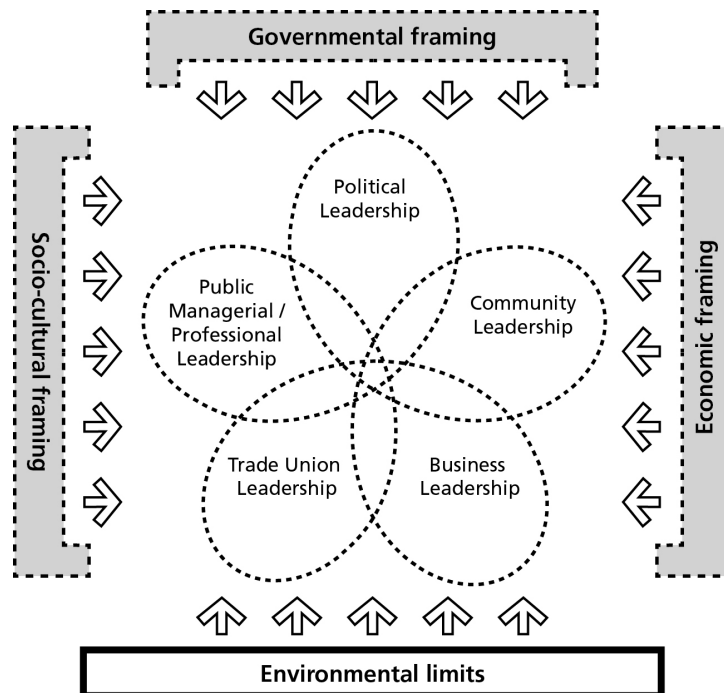 Governmental framing
Political
Leadership
Socio-cultural framing
Public
Managerial /
Professional
Leadership
Community
Leadership
Economic framing
Trade Union
Leadership
Business
Leadership
Environmental limits